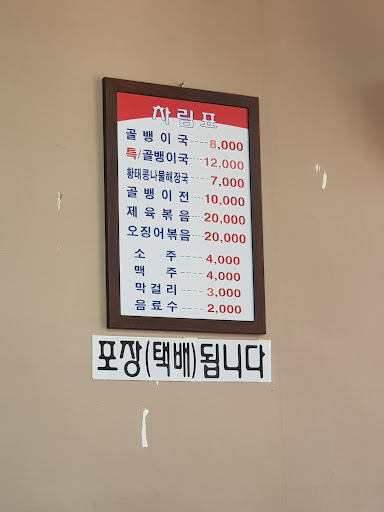 차림표
골뱅이국----8,000
특/골뱅이국----12,000
황태콩나물해장국----7,000
골뱅이전----10,000
제육볶음----20,000
오징어볶음----20,000
소주----4,000
맥주----4,000
막걸리----3,000
음료수----2,000
포장(택배)됩니다